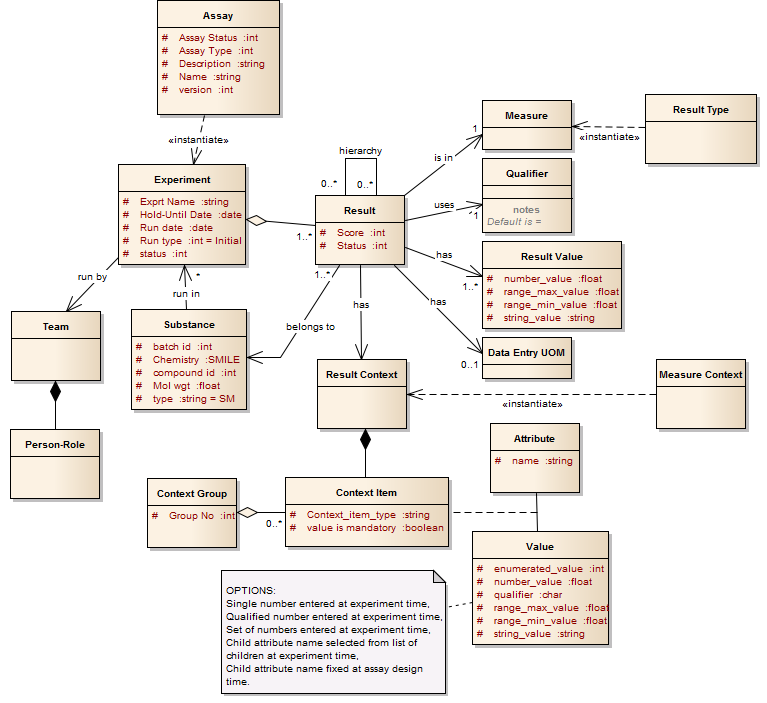 Assay
# Assay Status :int
# Assay Type :int
# Description :string
# Name :string
# version :int
«instantiate»
Experiment
# Exprt Name :string
# Hold-Until Date :date
# Run date :date
# Run type :int = Initial
# status :int
hierarchy
0..*
0..*
Result
# Score :int
# Status :int
1..*
1..*
is in
1
Measure
«instantiate»
Result Type
uses
1
Qualifier
notes
Default is =
has
1..*
Result Value
# number_value :float
# range_max_value :float
# range_min_value :float
# string_value :string
has
0..1
Data Entry UOM
run by
Team
Person-Role
run in
*
Substance
# batch id :int
# Chemistry :SMILE
# compound id :int
# Mol wgt :float
# type :string = SM
belongs to
has
Result Context
«instantiate»
Measure Context
Attribute
# name :string
Context Group
# Group No :int
0..*
Context Item
# Context_item_type :string
# value is mandatory :boolean
Value
# enumerated_value :int
# number_value :float
# qualifier :char
# range_max_value :float
# range_min_value :float
# string_value :string
OPTIONS:
Single number entered at experiment time,
Qualified number entered at experiment time,
Set of numbers entered at experiment time,
Child attribute name selected from list of
children at experiment time,
Child attribute name fixed at assay design
time.